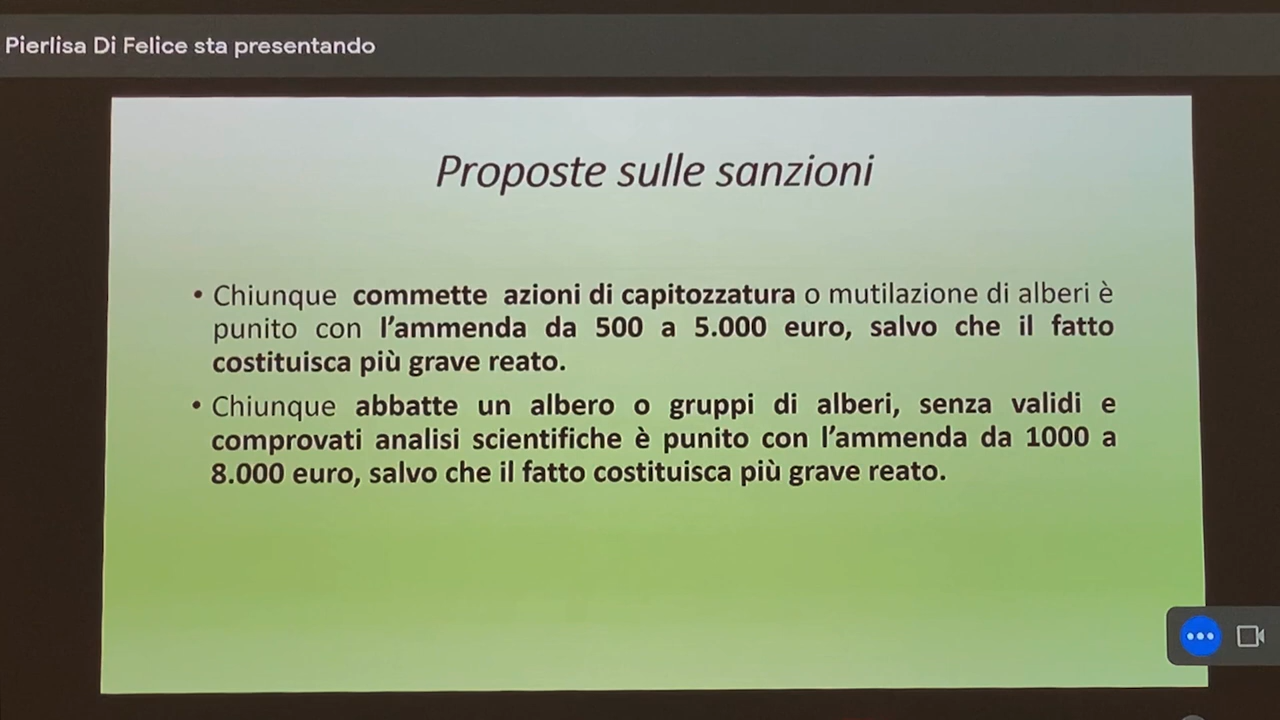 Pierlisa Di Felice sta presentando
Proposte sulle sanzioni
• Chiunque commette azioni di capitozzatura o mutilazione di alberi è
punito con l'ammenda da 500 a 5.000 euro, salvo che il fatto
costituisca più grave reato.
• Chiunque abbatte un albero o gruppi di alberi, senza validi e
comprovati analisi scientifiche è punito con l'ammenda da 1000 a
8.000 euro, salvo che il fatto costituisca più grave reato.